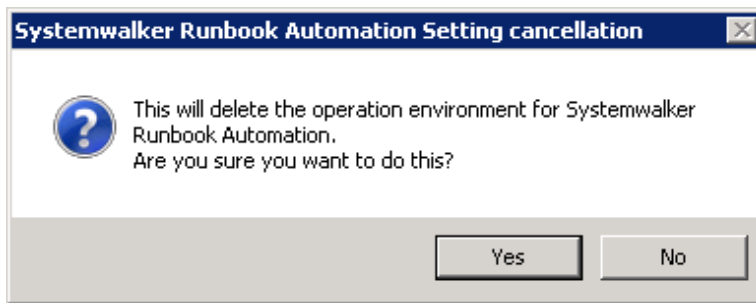 Systemwalker Runbook Automation Setting cancellation
This will delete the operation environment for Systemwalker
Runbook Automation.
Are you sure you want to do this?
Yes No